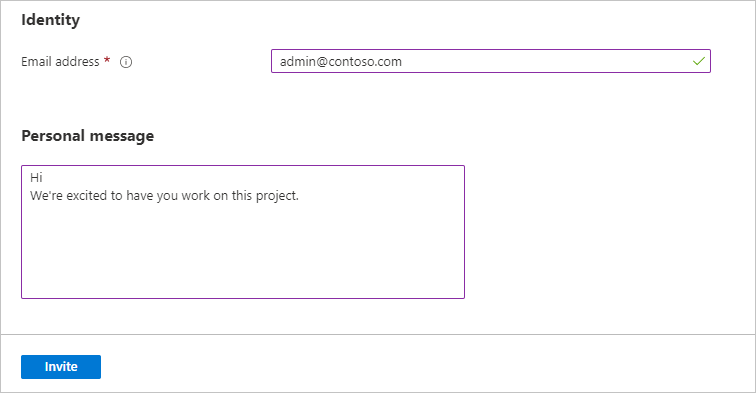 Identity
Email address * admin@contoso.com
Personal message
Hi
We're excited to have you work on this project.
Invite